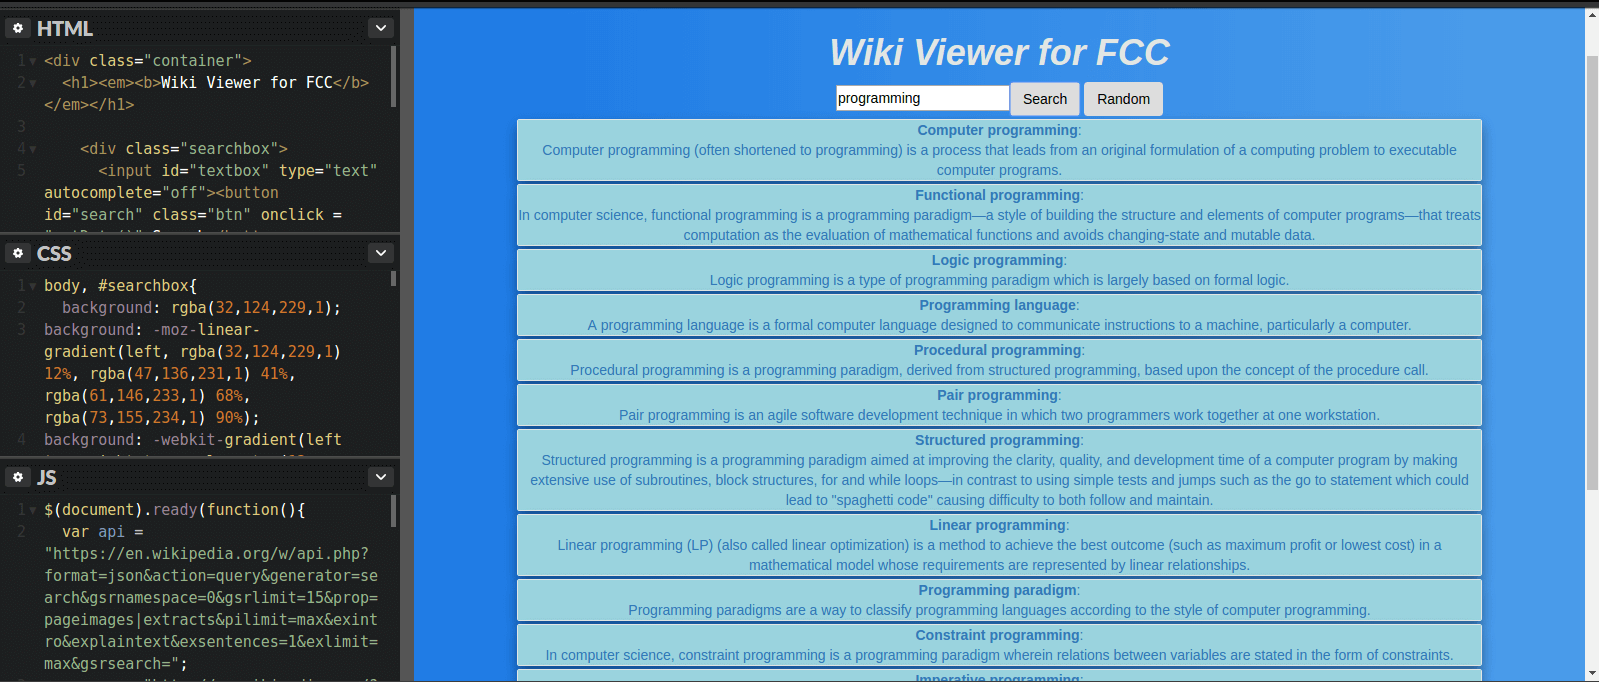 HTML
1 <div class="container">
2 <h1><em><b>Wiki Viewer for FCC</b>
</em></h1>
3
4 <div class="searchbox">
5 <input id="textbox" type="text"
autocomplete="off"><button
id="search" class="btn" onclick =
CSS
1 body, #searchbox{
2 background: rgba(32,124,229,1);
3 background: -moz-linear-
gradient(left, rgba(32,124,229,1)
12%, rgba(47,136,231,1) 41%,
rgba(61,146,233,1) 68%,
rgba(73,155,234,1) 90%);
4 background: -webkit-gradient(left
JS
1 $(document).ready(function(){
2 var api =
"https://en.wikipedia.org/w/api.php?
format=json&action=query&generator=se
arch&gsrnamespace=0&gsrlimit=15&prop=
pageimages|extracts&pilimit=max&exint
ro&explaintext&exsentences=1&exlimit=
max&gsrsearch=";
Wiki Viewer for FCC
programming Search Random
Computer programming:
Computer programming (often shortened to programming) is a process that leads from an original formulation of a computing problem to executable
computer programs.
Functional programming:
In computer science, functional programming is a programming paradigm—a style of building the structure and elements of computer programs—that treats
computation as the evaluation of mathematical functions and avoids changing-state and mutable data.
Logic programming:
Logic programming is a type of programming paradigm which is largely based on formal logic.
Programming language:
A programming language is a formal computer language designed to communicate instructions to a machine, particularly a computer.
Procedural programming:
Procedural programming is a programming paradigm, derived from structured programming, based upon the concept of the procedure call.
Pair programming:
Pair programming is an agile software development technique in which two programmers work together at one workstation.
Structured programming:
Structured programming is a programming paradigm aimed at improving the clarity, quality, and development time of a computer program by making
extensive use of subroutines, block structures, for and while loops—in contrast to using simple tests and jumps such as the go to statement which could
lead to "spaghetti code" causing difficulty to both follow and maintain.
Linear programming:
Linear programming (LP) (also called linear optimization) is a method to achieve the best outcome (such as maximum profit or lowest cost) in a
mathematical model whose requirements are represented by linear relationships.
Programming paradigm:
Programming paradigms are a way to classify programming languages according to the style of computer programming.
Constraint programming:
In computer science, constraint programming is a programming paradigm wherein relations between variables are stated in the form of constraints.
Imperative programming: